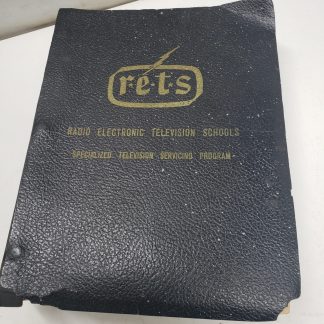 r·e·t·s
RADIO ELECTRONIC TELEVISION SCHOOLS
SPECIALIZED TELEVISION SERVICING PROGRAM